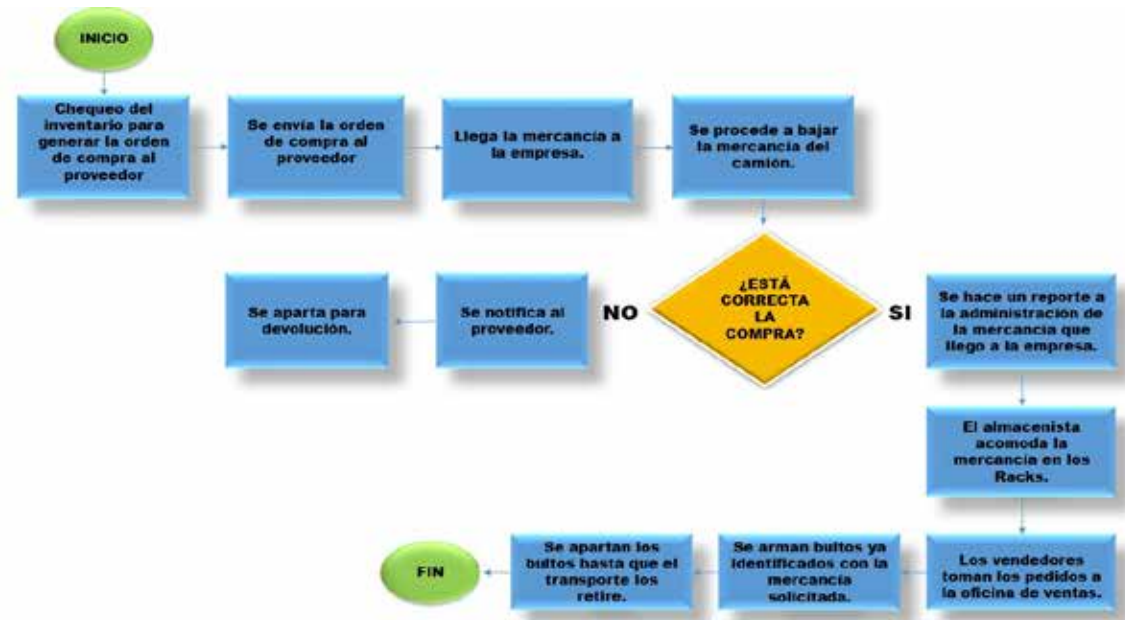 INICIO
Chequeo del
inventario para
generar la orden
de compra al
proveedor
Se envía la orden
de compra al
proveedor
Llega la mercancía a
la empresa.
Se procede a bajar
la mercancía del
camión.
¿ESTÁ
CORRECTA
LA
COMPRA?
NO
Se notifica al
proveedor.
Se aparta para
devolución.
SI
Se hace un reporte a
la administración de
la mercancía que
llego a la empresa.
El almacenista
acomoda la
mercancía en los
Racks.
Los vendedores
toman los pedidos a
la oficina de ventas.
Se arman bultos ya
identificados con la
mercancía
solicitada.
Se apartan los
bultos hasta que el
transporte los
retire.
FIN